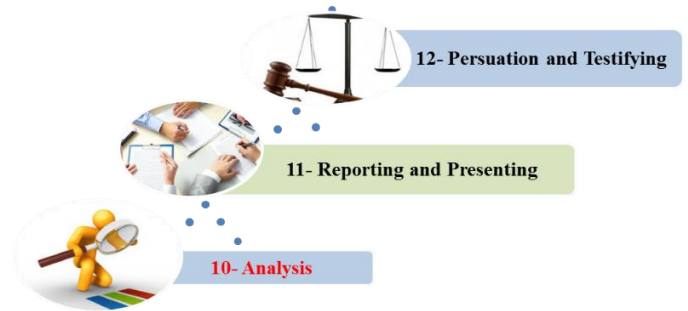 12- Persuation and Testifying
11- Reporting and Presenting
10- Analysis